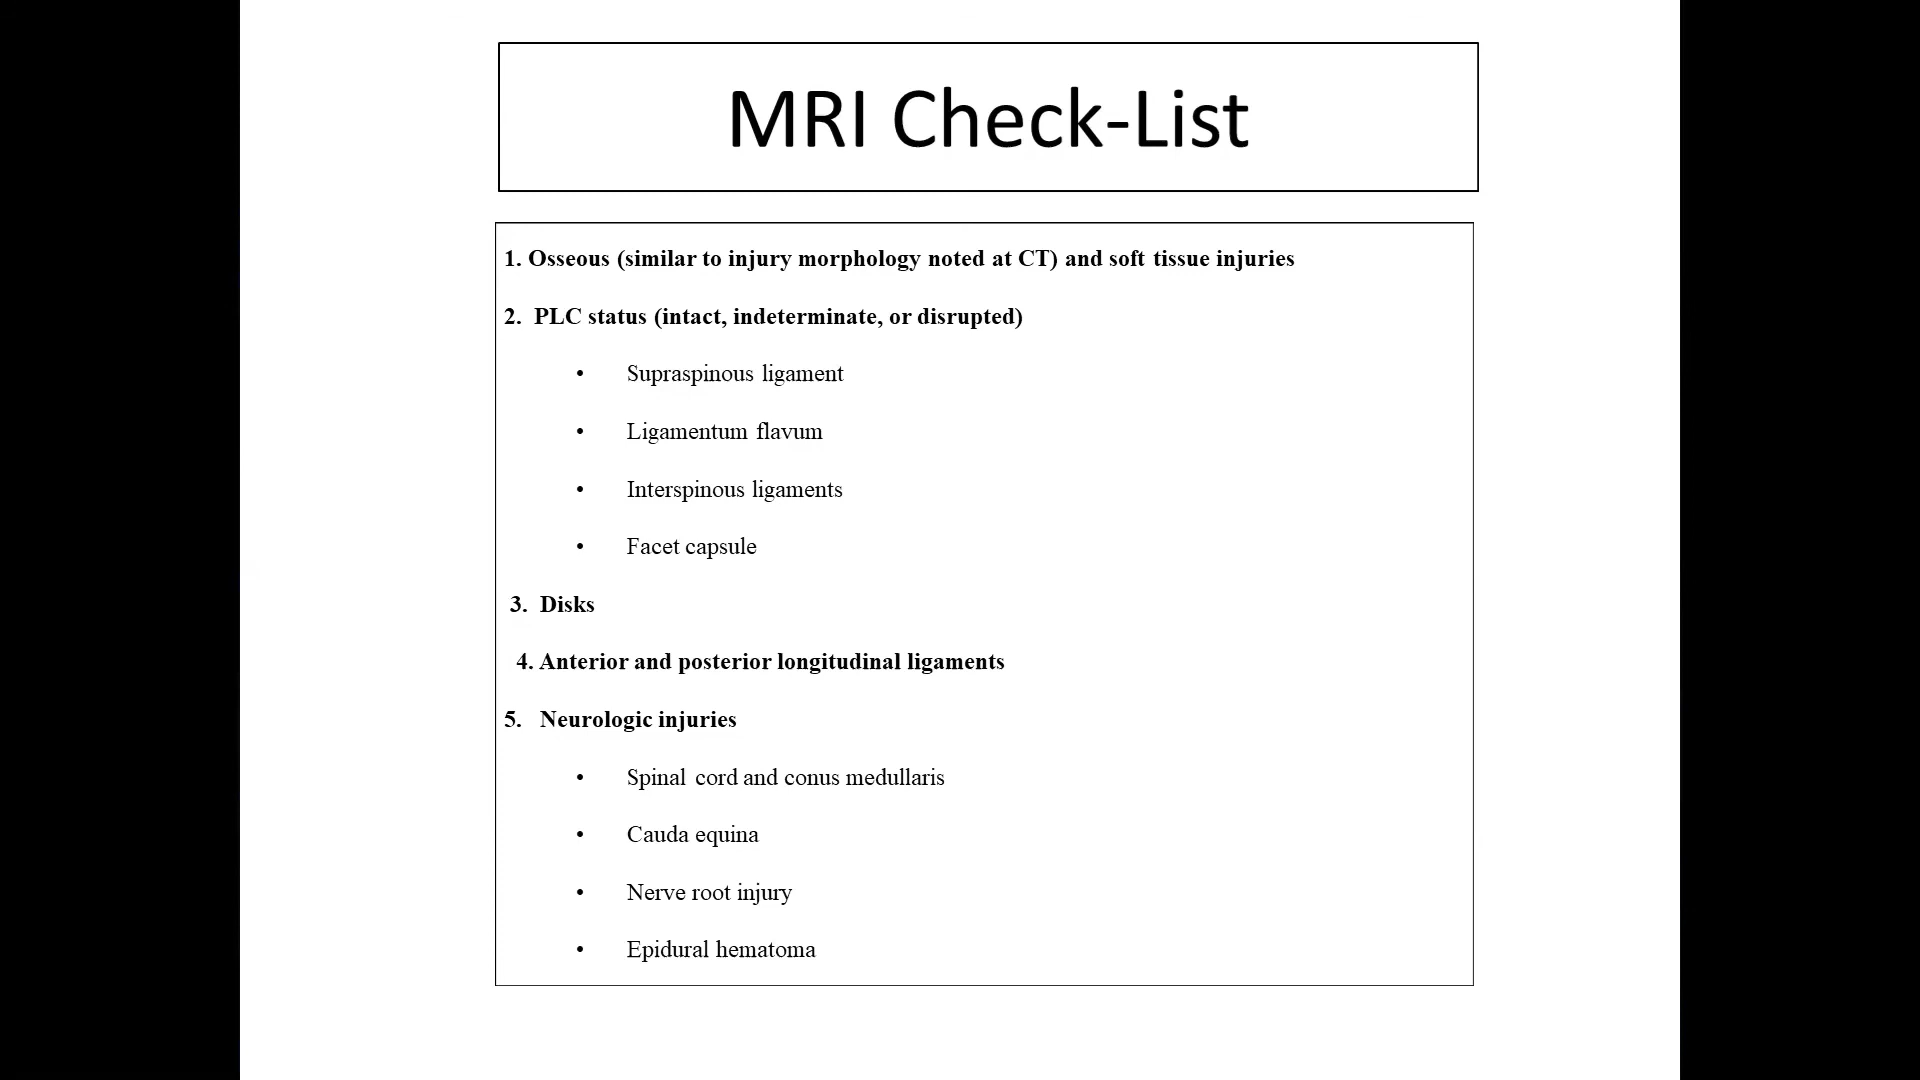 MRI Check-List
1. Osseous (similar to injury morphology noted at CT) and soft tissue injuries
2. PLC status (intact, indeterminate, or disrupted)
• Supraspinous ligament
• Ligamentum flavum
• Interspinous ligaments
• Facet capsule
3. Disks
4. Anterior and posterior longitudinal ligaments
5. Neurologic injuries
• Spinal cord and conus medullaris
• Cauda equina
• Nerve root injury
• Epidural hematoma